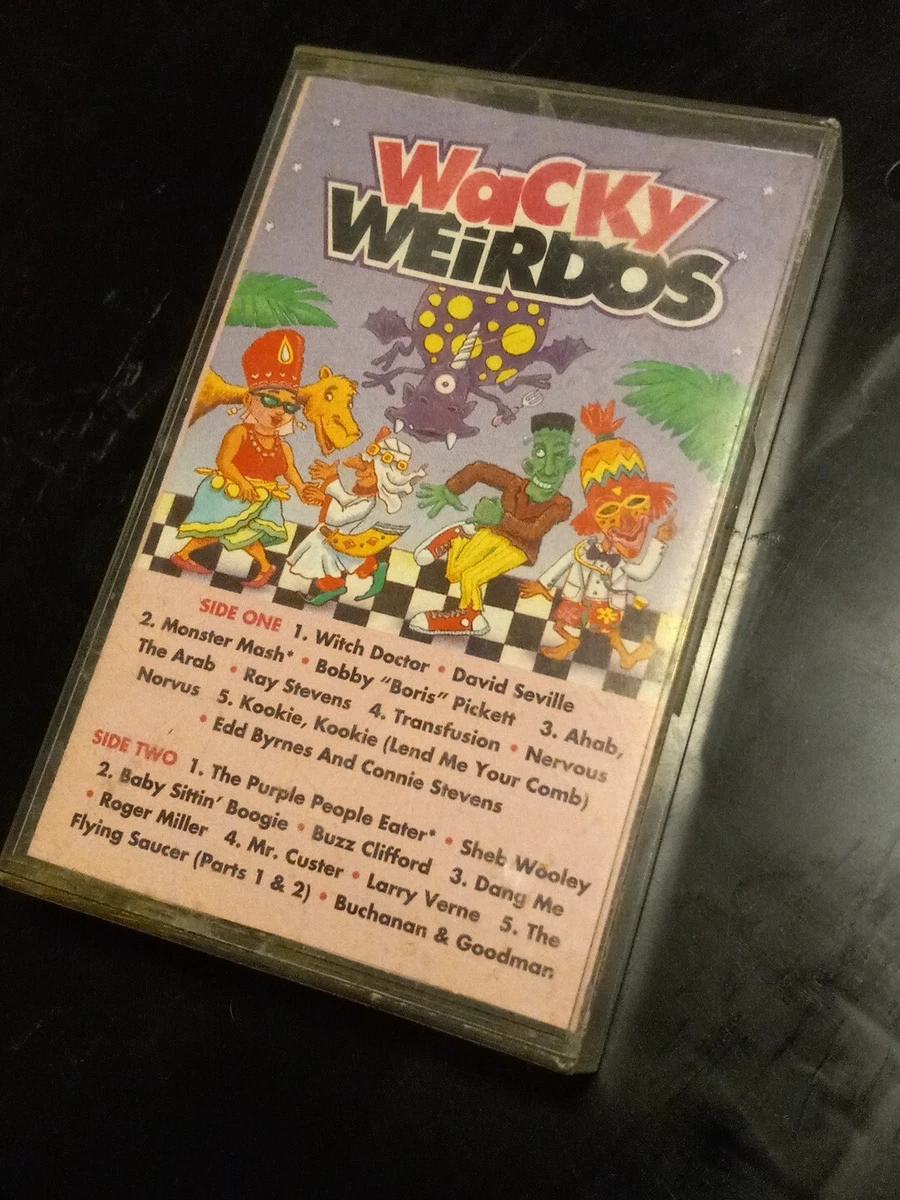 WaCKy
WEiRDOS
SIDE ONE 1. Witch Doctor • David Seville
2. Monster Mash* • Bobby "Boris" Pickett 3. Ahab,
The Arab • Ray Stevens 4. Transfusion • Nervous
Norvus 5. Kookie, Kookie (Lend Me Your Comb)
• Edd Byrnes And Connie Stevens
SIDE TWO 1. The Purple People Eater* • Sheb Wooley
2. Baby Sittin' Boogie • Buzz Clifford 3. Dang Me
• Roger Miller 4. Mr. Custer • Larry Verne 5. The
Flying Saucer (Parts 1 & 2) • Buchanan & Goodman